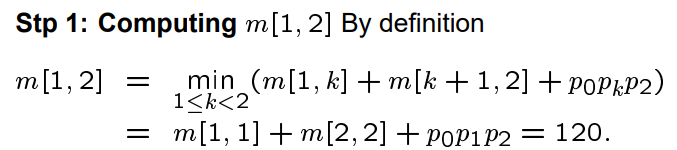 Stp 1: Computing m[1, 2] By definition
m[1, 2] = min (m[1, k] + m[k + 1, 2] + p₀pₖp₂)
1≤k<2
= m[1, 1] + m[2, 2] + p₀p₁p₂ = 120.